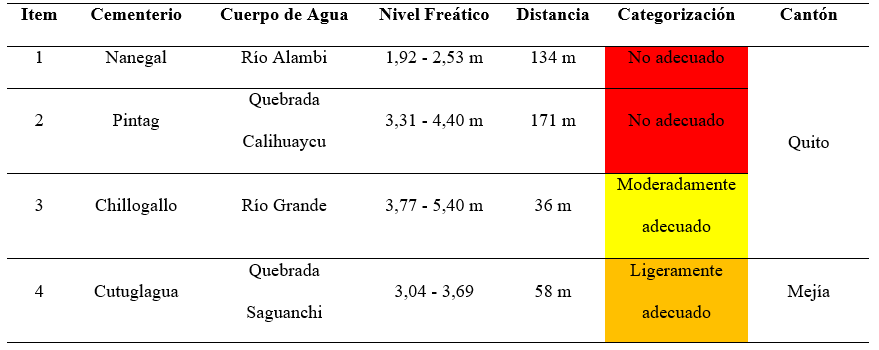 Item Cementerio Cuerpo de Agua Nivel Freático Distancia Categorización Cantón
1 Nanegal Río Alambi 1,92 - 2,53 m 134 m No adecuado
2 Pintag Quebrada Calihuaycu 3,31 - 4,40 m 171 m No adecuado
Quito
3 Chillogallo Río Grande 3,77 - 5,40 m 36 m Moderadamente adecuado
4 Cutuglagua Quebrada Saguanchi 3,04 - 3,69 58 m Ligeramente adecuado Mejía